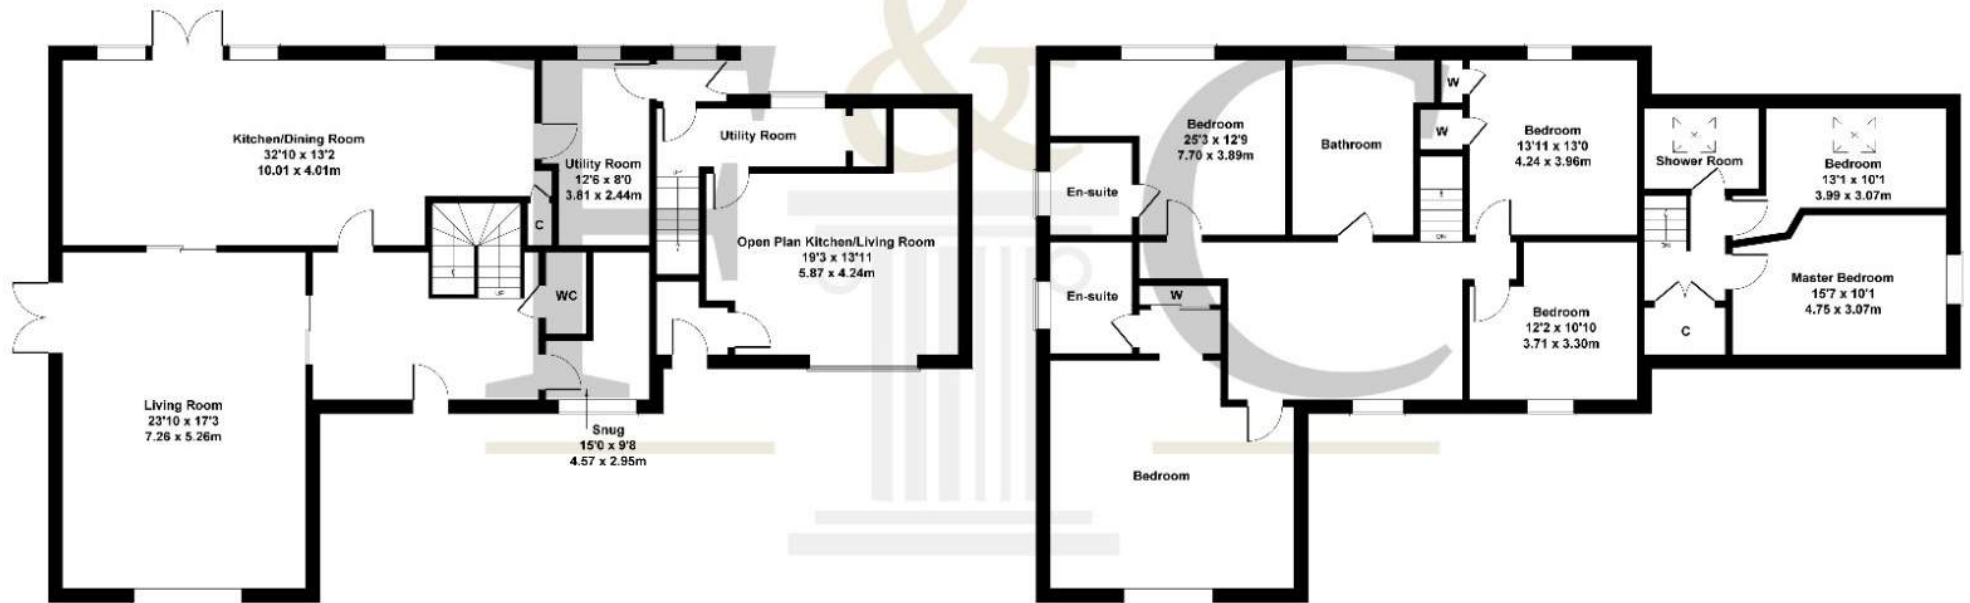 Kitchen/Dining Room
32'10 x 13'2
10.01 x 4.01m
Utility Room
12'6 x 8'0
3.81 x 2.44m
C
Utility Room
Open Plan Kitchen/Living Room
19'3 x 13'11
5.87 x 4.24m
UP
WC
Living Room
23'10 x 17'3
7.26 x 5.26m
Snug
15'0 x 9'8
4.57 x 2.95m
&
F
C
Bedroom
25'3 x 12'9
7.70 x 3.89m
En-suite
En-suite
Bathroom
W
W
W
DN
Bedroom
13'11 x 13'0
4.24 x 3.96m
Shower Room
Bedroom
13'1 x 10'1
3.99 x 3.07m
DN
Master Bedroom
15'7 x 10'1
4.75 x 3.07m
C
Bedroom
12'2 x 10'10
3.71 x 3.30m
Bedroom